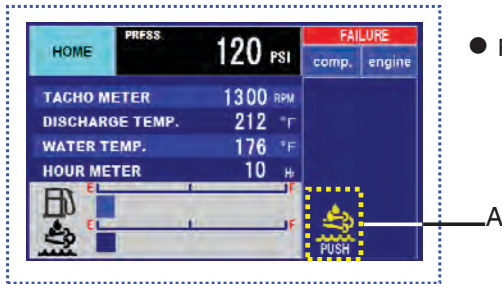 HOME
PRESS.
120 PSI
FAILURE
comp. engine
TACHO METER 1300 RPM
DISCHARGE TEMP. 212 °F
WATER TEMP. 176 °F
HOUR METER 10 Hr
E F
E F
PUSH
A